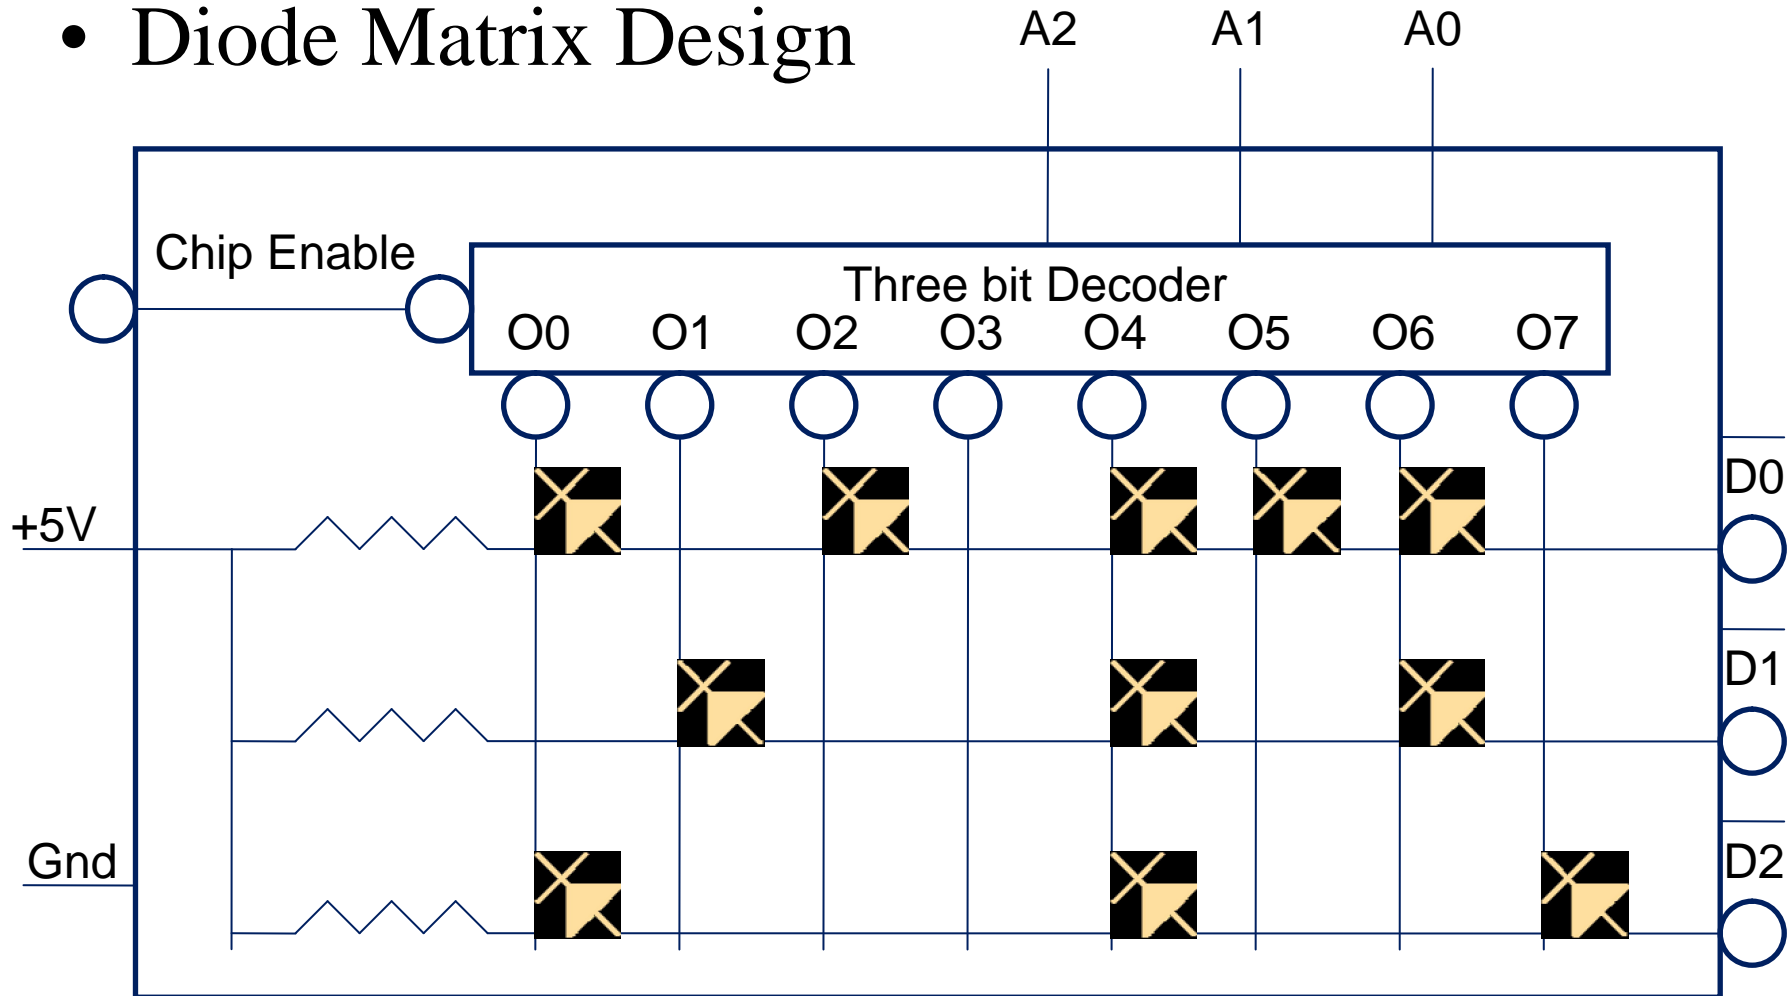 • Diode Matrix Design
A2 A1 A0
Chip Enable
Three bit Decoder
O0 O1 O2 O3 O4 O5 O6 O7
D0
+5V
D1
Gnd
D2